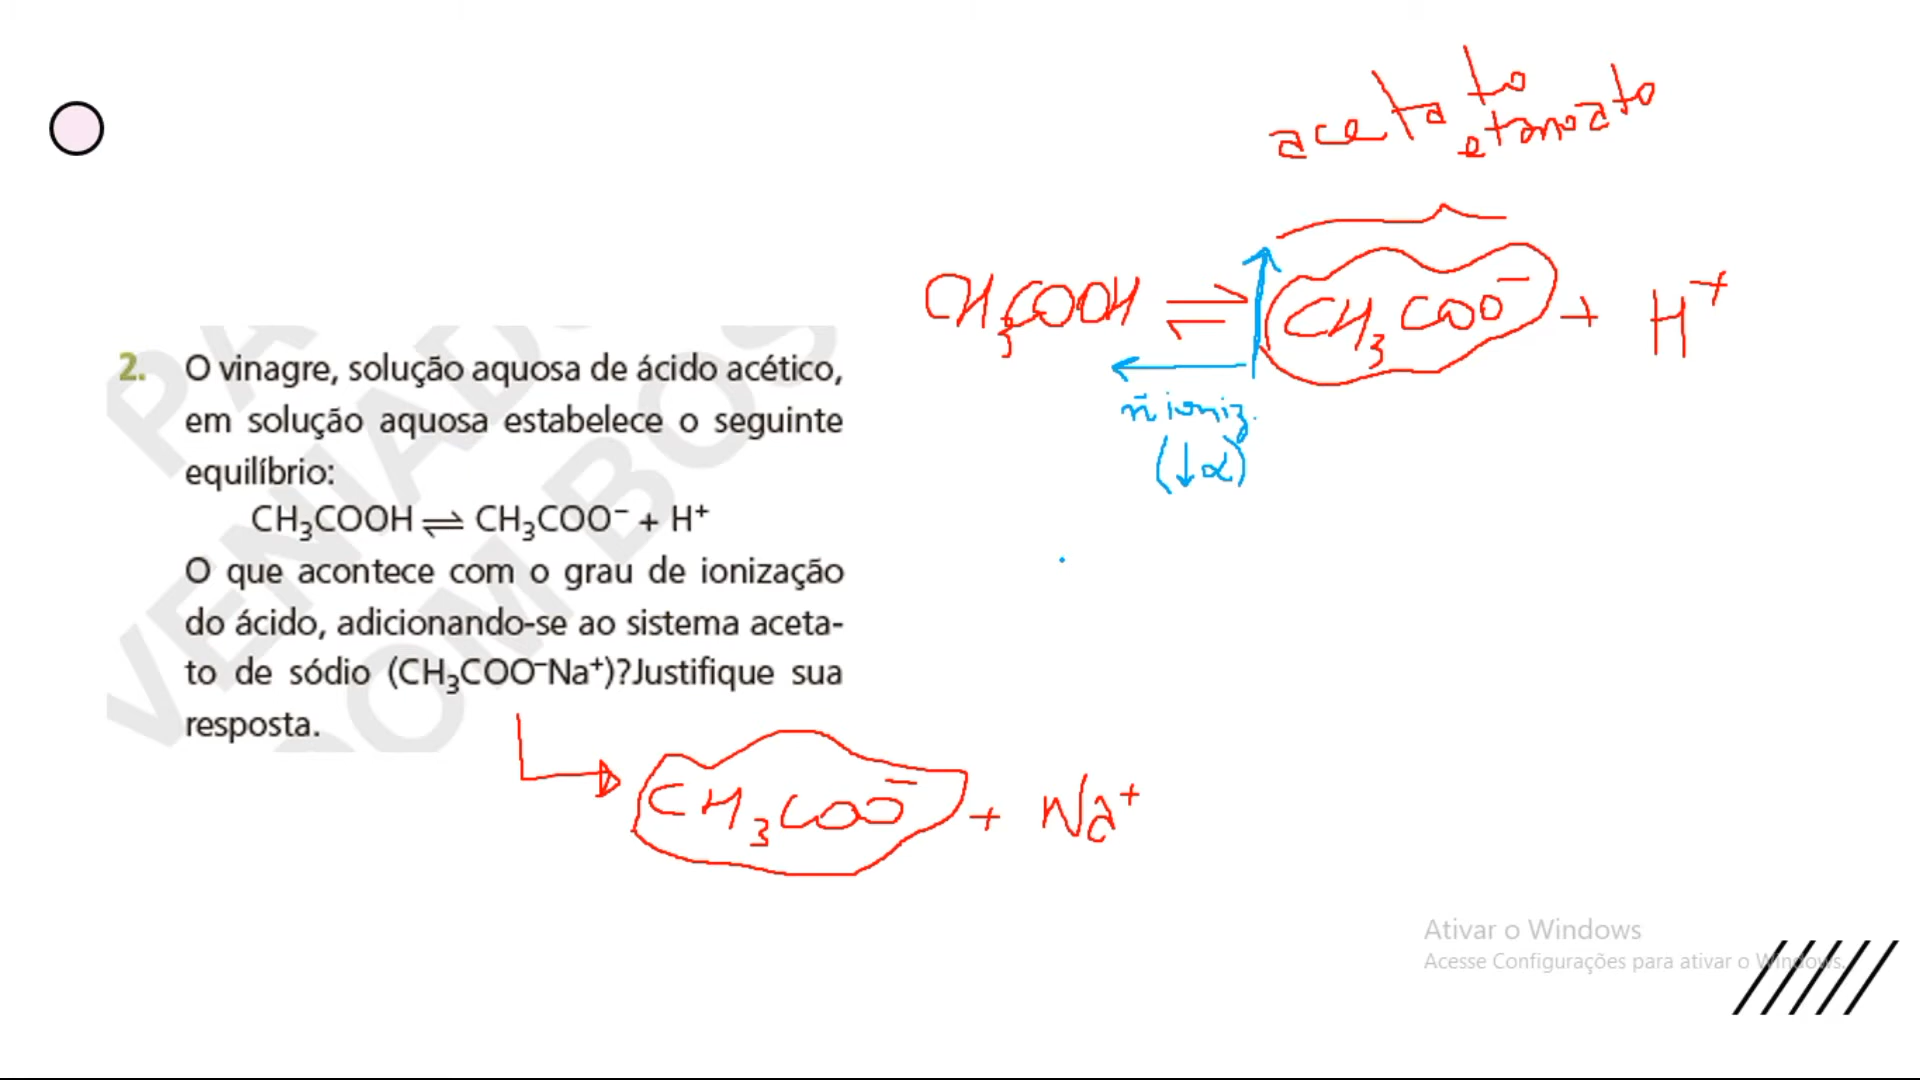 aceta to
etanoato
CH₃COOH ⇌ CH₃COO⁻ + H⁺
ñ ioniz.
(↓α)
2. O vinagre, solução aquosa de ácido acético,
em solução aquosa estabelece o seguinte
equilíbrio:
CH₃COOH ⇌ CH₃COO⁻ + H⁺
O que acontece com o grau de ionização
do ácido, adicionando-se ao sistema aceta-
to de sódio (CH₃COO⁻Na⁺)?Justifique sua
resposta.
CH₃COO⁻ + Na⁺
Ativar o Windows
Acesse Configurações para ativar o Windows.